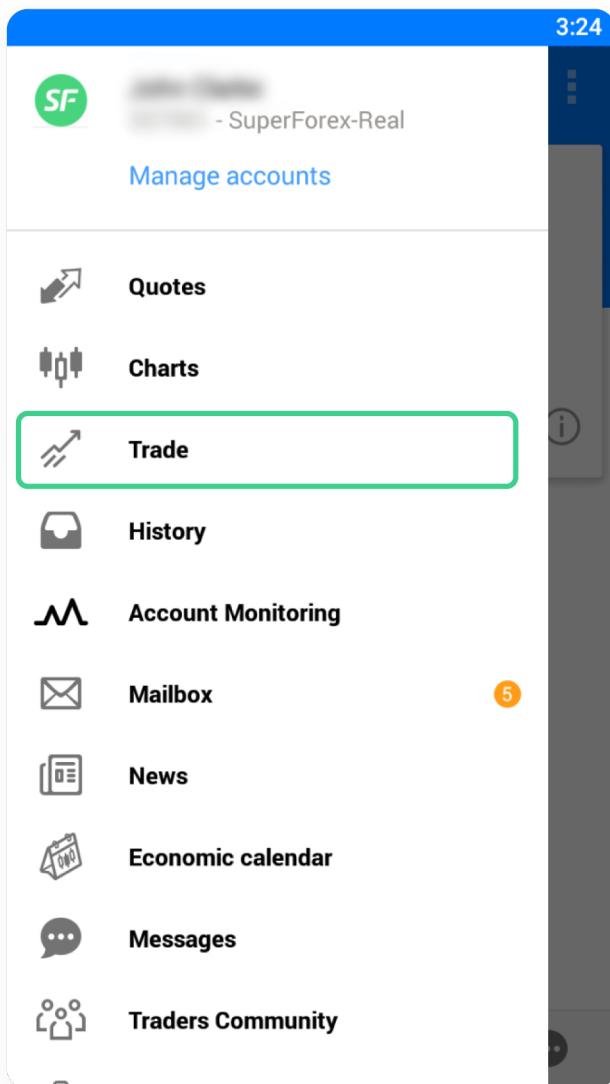 3:24
SF
- SuperForex-Real
Manage accounts
Quotes
Charts
Trade
History
Account Monitoring
Mailbox
5
News
Economic calendar
Messages
Traders Community